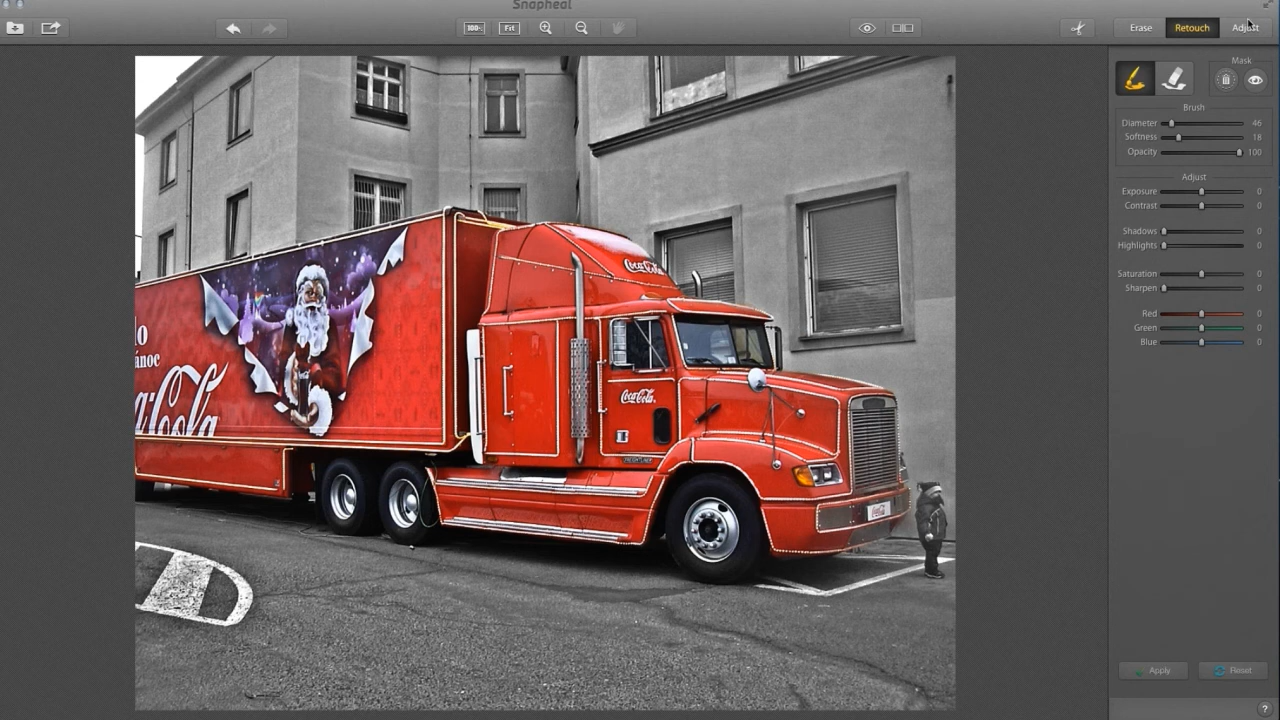 Snapheal
100%
Fit
Erase
Retouch
Adjust
Mask
Brush
Diameter 46
Softness 18
Opacity 100
Adjust
Exposure 0
Contrast 0
Shadows 0
Highlights 0
Saturation 0
Sharpen 0
Red 0
Green 0
Blue 0
Apply
Reset
?
Coca-Cola
Coca-Cola
Coca-Cola